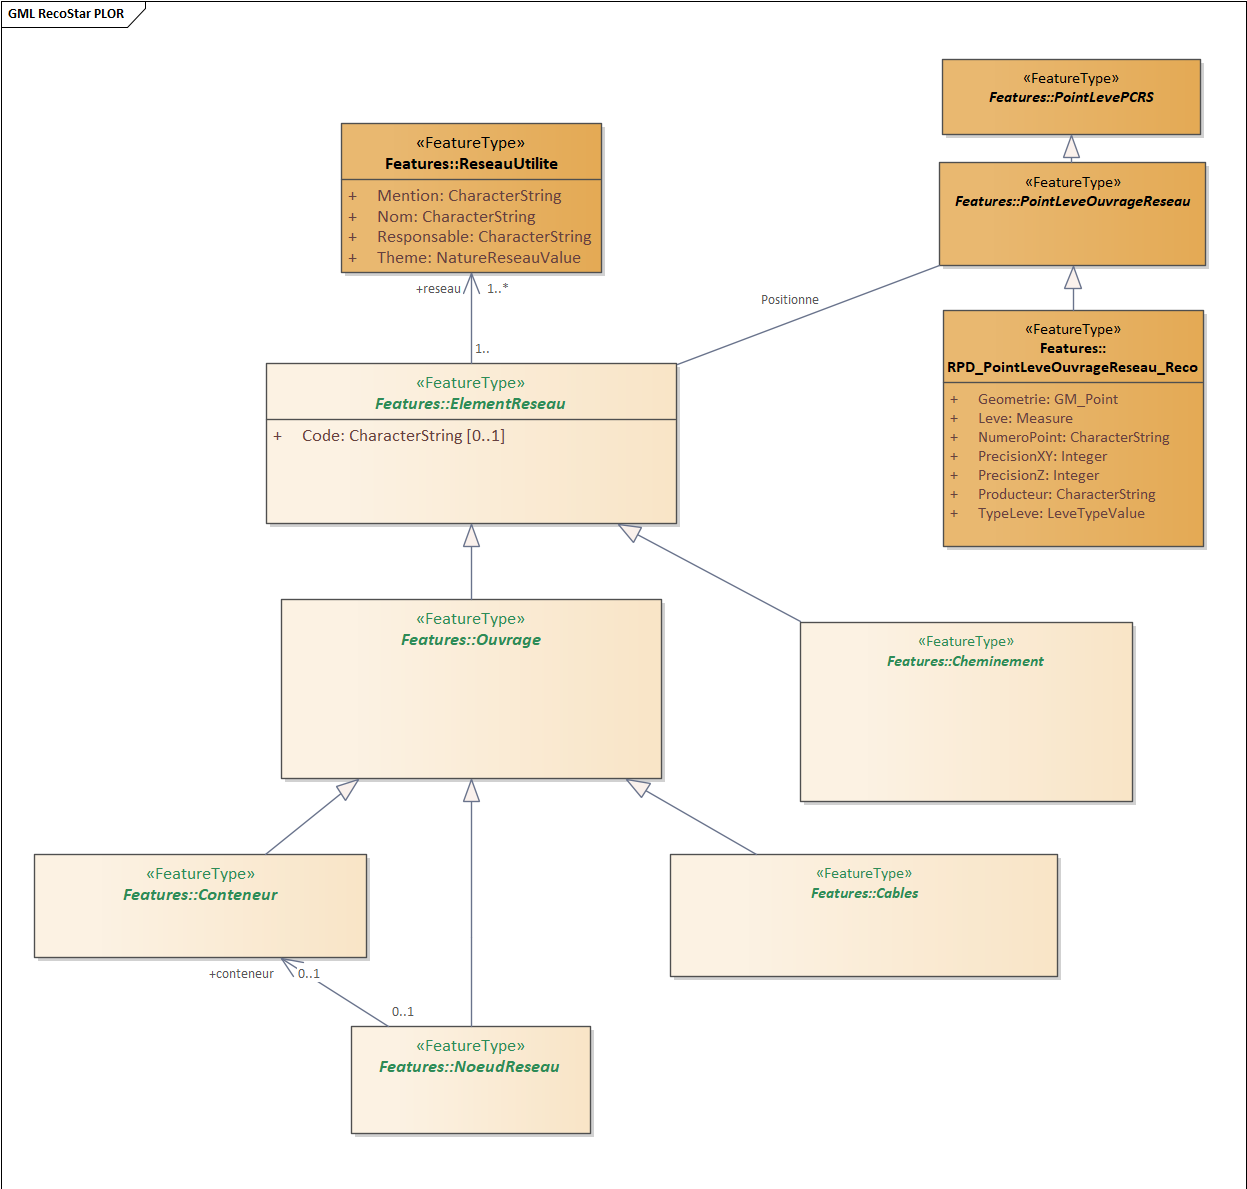 GML RecoStar PLOR
«FeatureType»
Features::PointLevePCRS
«FeatureType»
Features::ReseauUtilite
+ Mention: CharacterString
+ Nom: CharacterString
+ Responsable: CharacterString
+ Theme: NatureReseauValue
«FeatureType»
Features::PointLeveOuvrageReseau
+reseau
1..*
Positionne
1..
«FeatureType»
Features::
RPD_PointLeveOuvrageReseau_Reco
+ Geometrie: GM_Point
+ Leve: Measure
+ NumeroPoint: CharacterString
+ PrecisionXY: Integer
+ PrecisionZ: Integer
+ Producteur: CharacterString
+ TypeLeve: LeveTypeValue
«FeatureType»
Features::ElementReseau
+ Code: CharacterString [0..1]
«FeatureType»
Features::Ouvrage
«FeatureType»
Features::Cheminement
«FeatureType»
Features::Conteneur
«FeatureType»
Features::Cables
+conteneur
0..1
0..1
«FeatureType»
Features::NoeudReseau